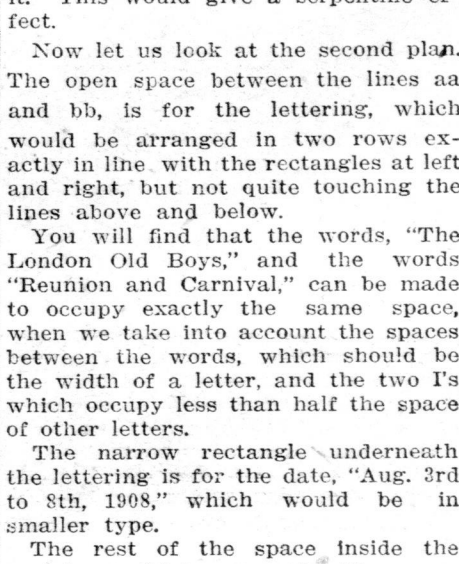 it. This would give a serpentine ef-
fect.
Now let us look at the second plan.
The open space between the lines aa
and bb, is for the lettering, which
would be arranged in two rows ex-
actly in line with the rectangles at left
and right, but not quite touching the
lines above and below.
You will find that the words, "The
London Old Boys," and the words
"Reunion and Carnival," can be made
to occupy exactly the same space,
when we take into account the spaces
between the words, which should be
the width of a letter, and the two I's
which occupy less than half the space
of other letters.
The narrow rectangle underneath
the lettering is for the date, "Aug. 3rd
to 8th, 1908," which would be in
smaller type.
The rest of the space inside the